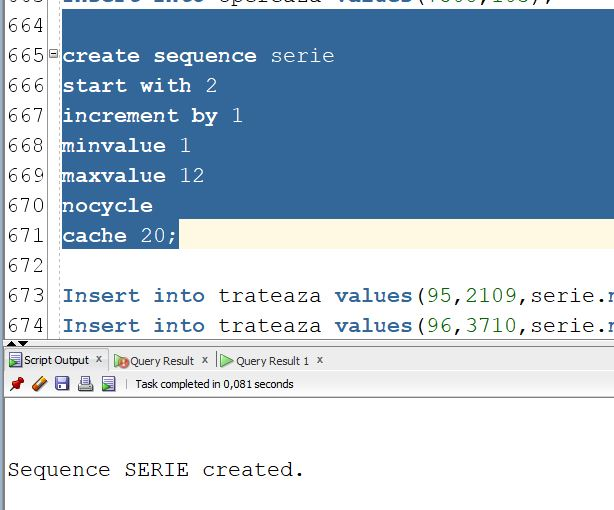 664
665 create sequence serie
666 start with 2
667 increment by 1
668 minvalue 1
669 maxvalue 12
670 nocycle
671 cache 20;
672
673 Insert into trateaza values(95,2109,serie.
674 Insert into trateaza values(96,3710,serie.
Script Output x Query Result x Query Result 1 x
Task completed in 0,081 seconds
Sequence SERIE created.